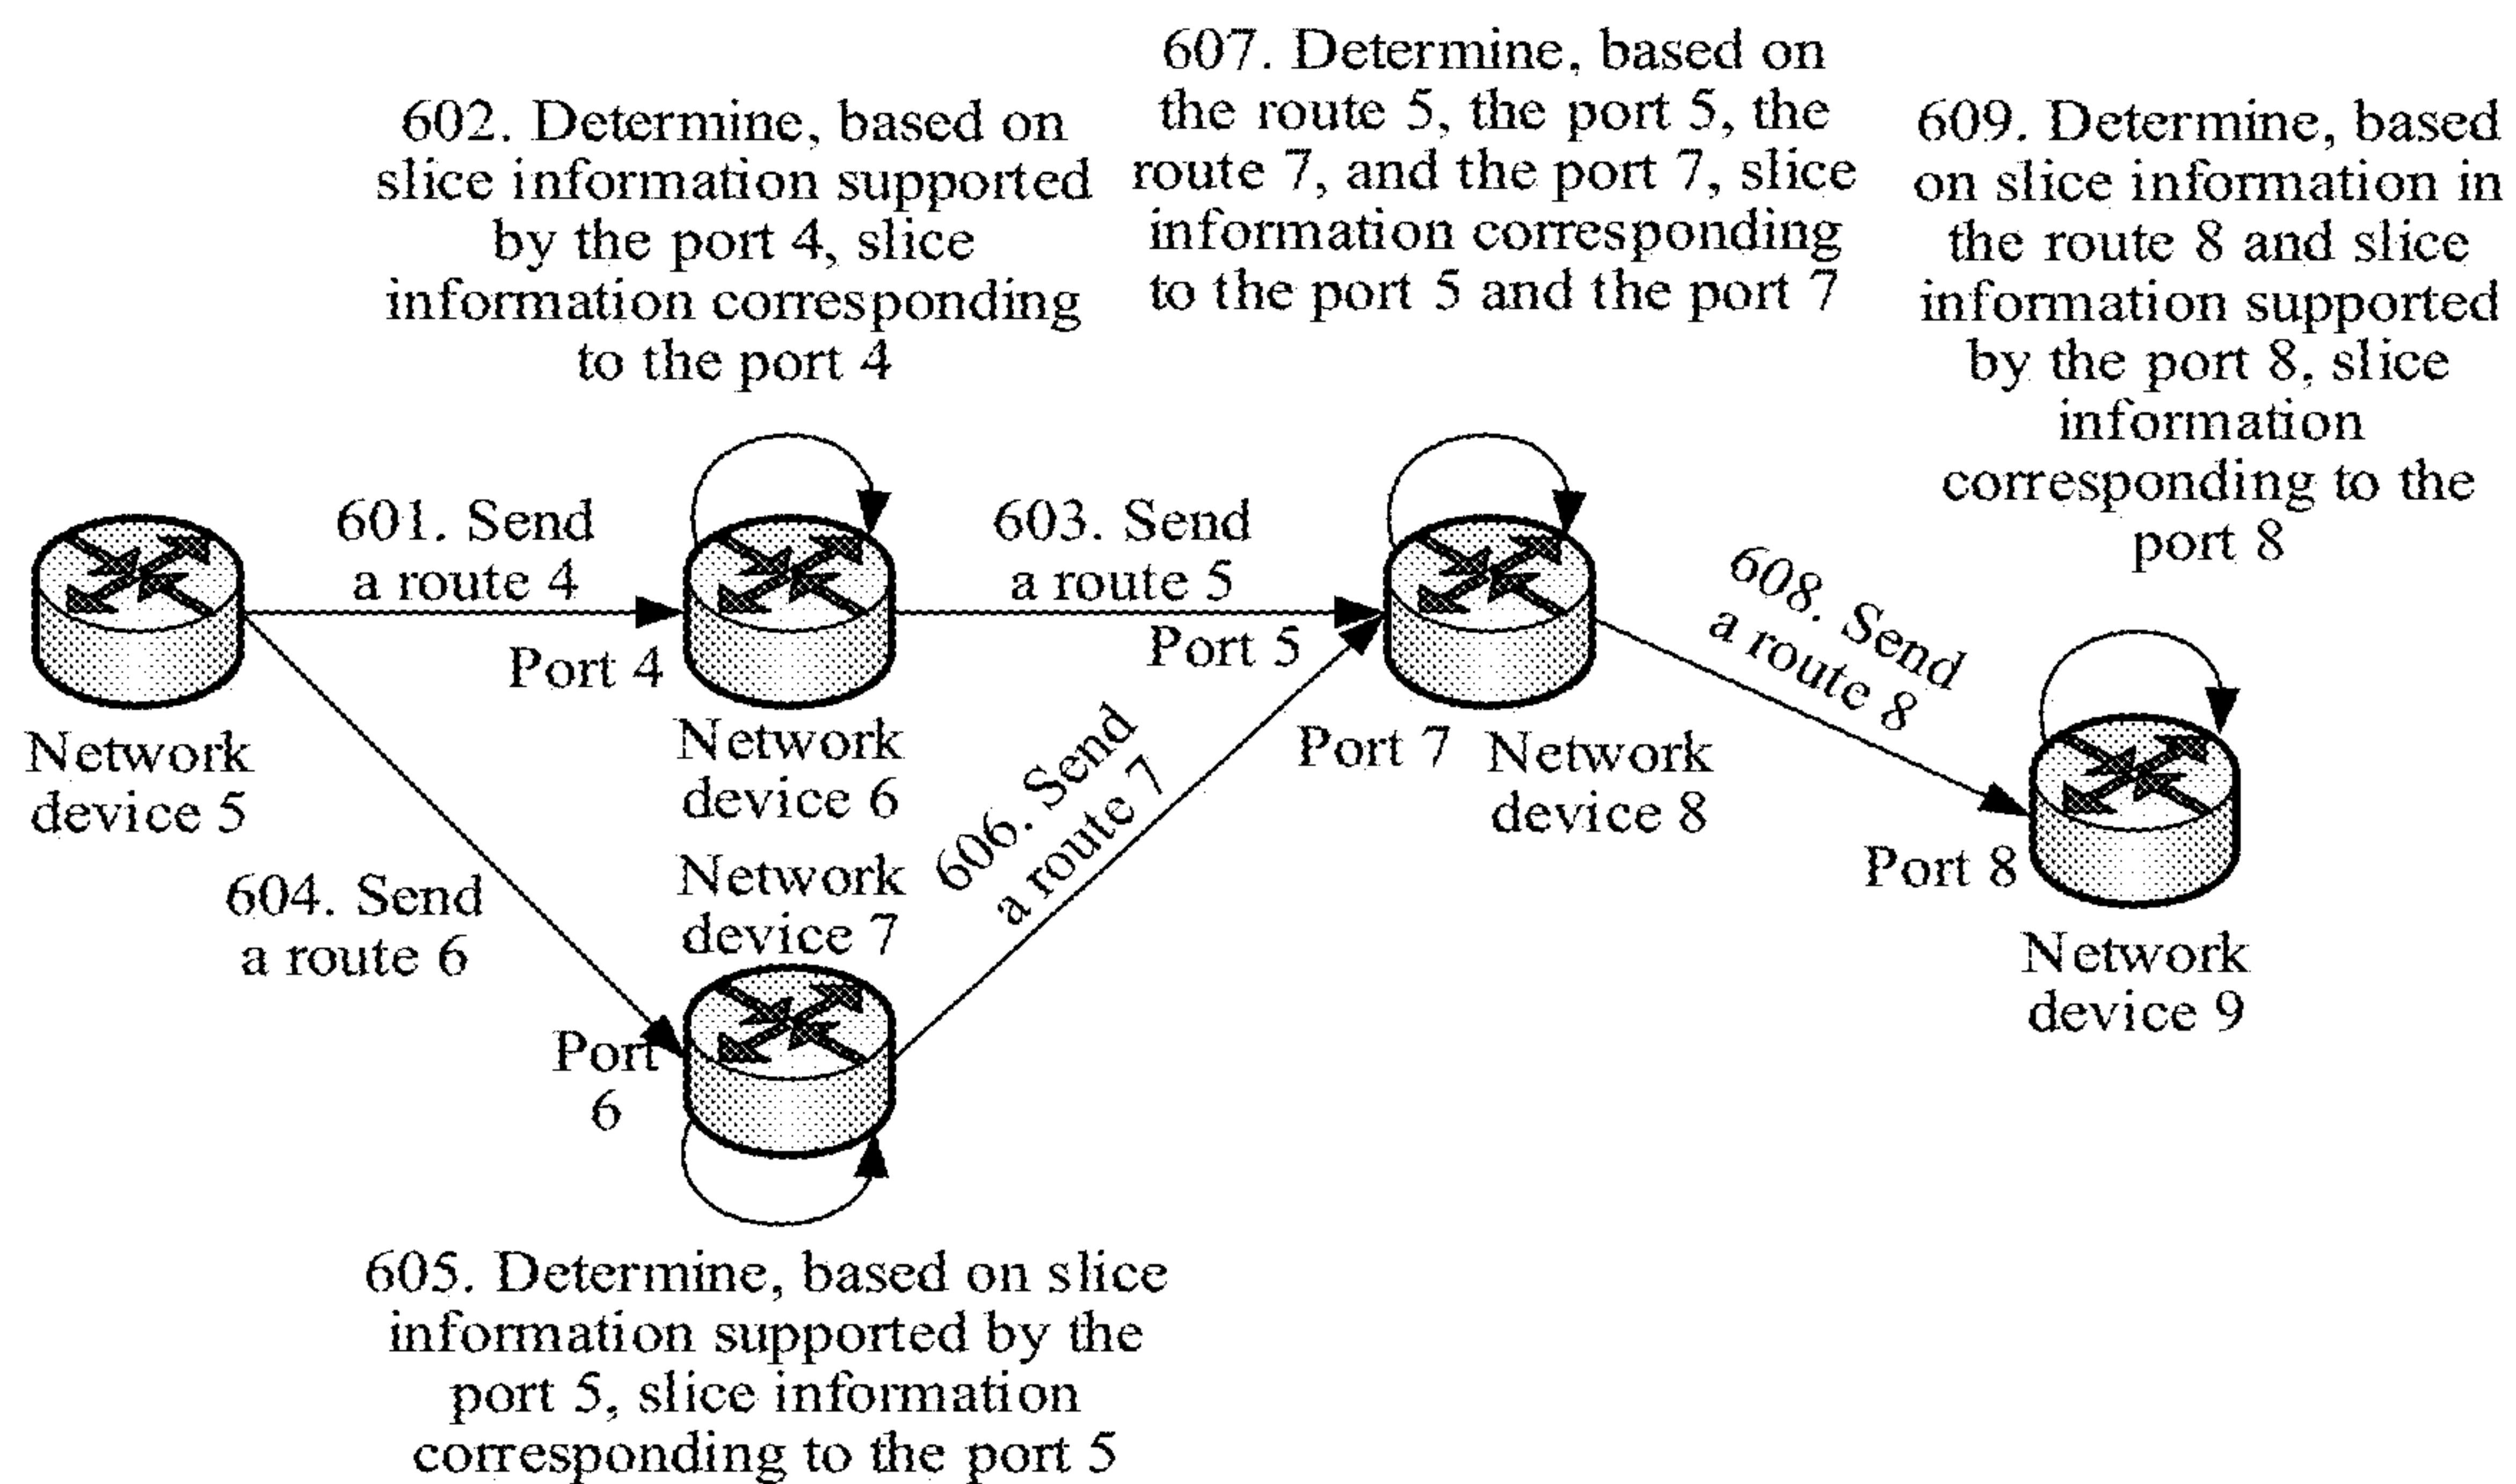 607. Determine, based on
the route 5, the port 5, the
route 7, and the port 7, slice
information corresponding
to the port 5 and the port 7
602. Determine, based on
slice information supported
by the port 4, slice
information corresponding
to the port 4
609. Determine, based
on slice information in
the route 8 and slice
information supported
by the port 8, slice
information
corresponding to the
port 8
601. Send
a route 4
603. Send
a route 5
608. Send
a route 8
Port 4
Port 5
Network
device 5
Network
device 6
606. Send
a route 7
Port 7
Network
device 8
604. Send
a route 6
Network
device 7
Port 8
Network
device 9
Port
6
605. Determine, based on slice
information supported by the
port 5, slice information
corresponding to the port 5